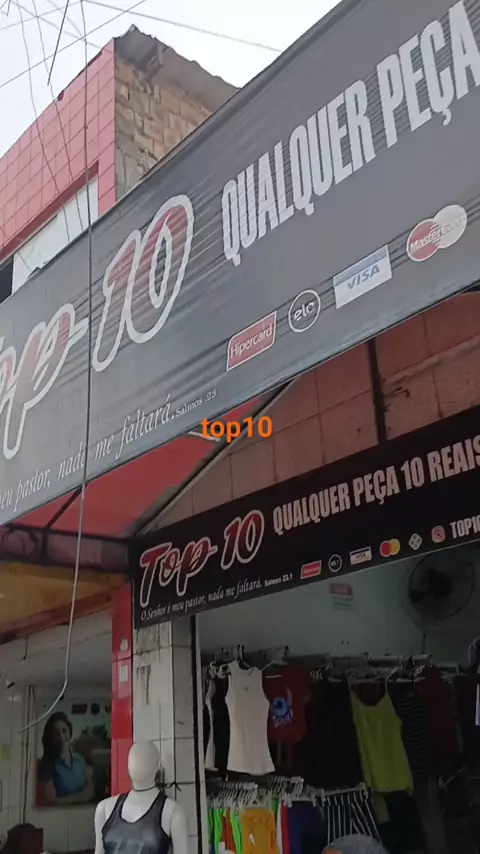 Top 10
QUALQUER PEÇA
Hipercard
elo
VISA
MasterCard
meu pastor, nada me faltará. Salmos .23
top10
Top 10
QUALQUER PEÇA 10 REAIS
O Senhor é meu pastor, nada me faltará. Salmos 23.1
TOP10